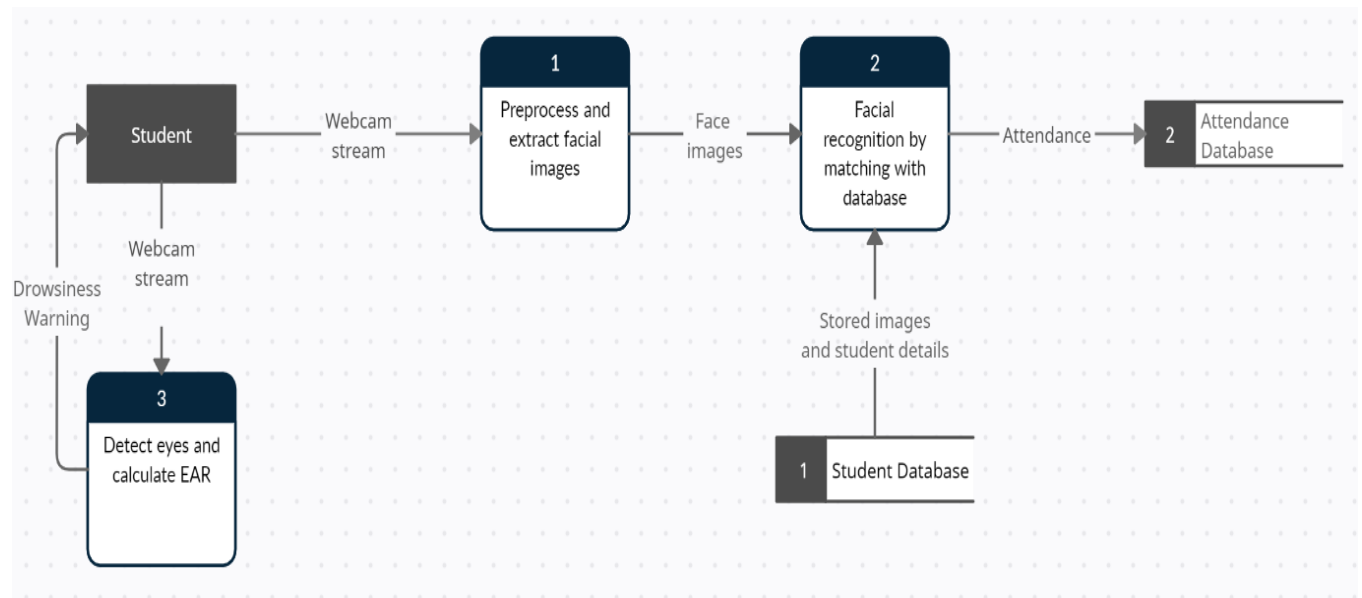 1
Preprocess and
extract facial
images
2
Facial
recognition by
matching with
database
Student
Webcam
stream
Face
images
Attendance
2
Attendance
Database
Webcam
stream
Drowsiness
Warning
Stored images
and student details
3
Detect eyes and
calculate EAR
1
Student Database